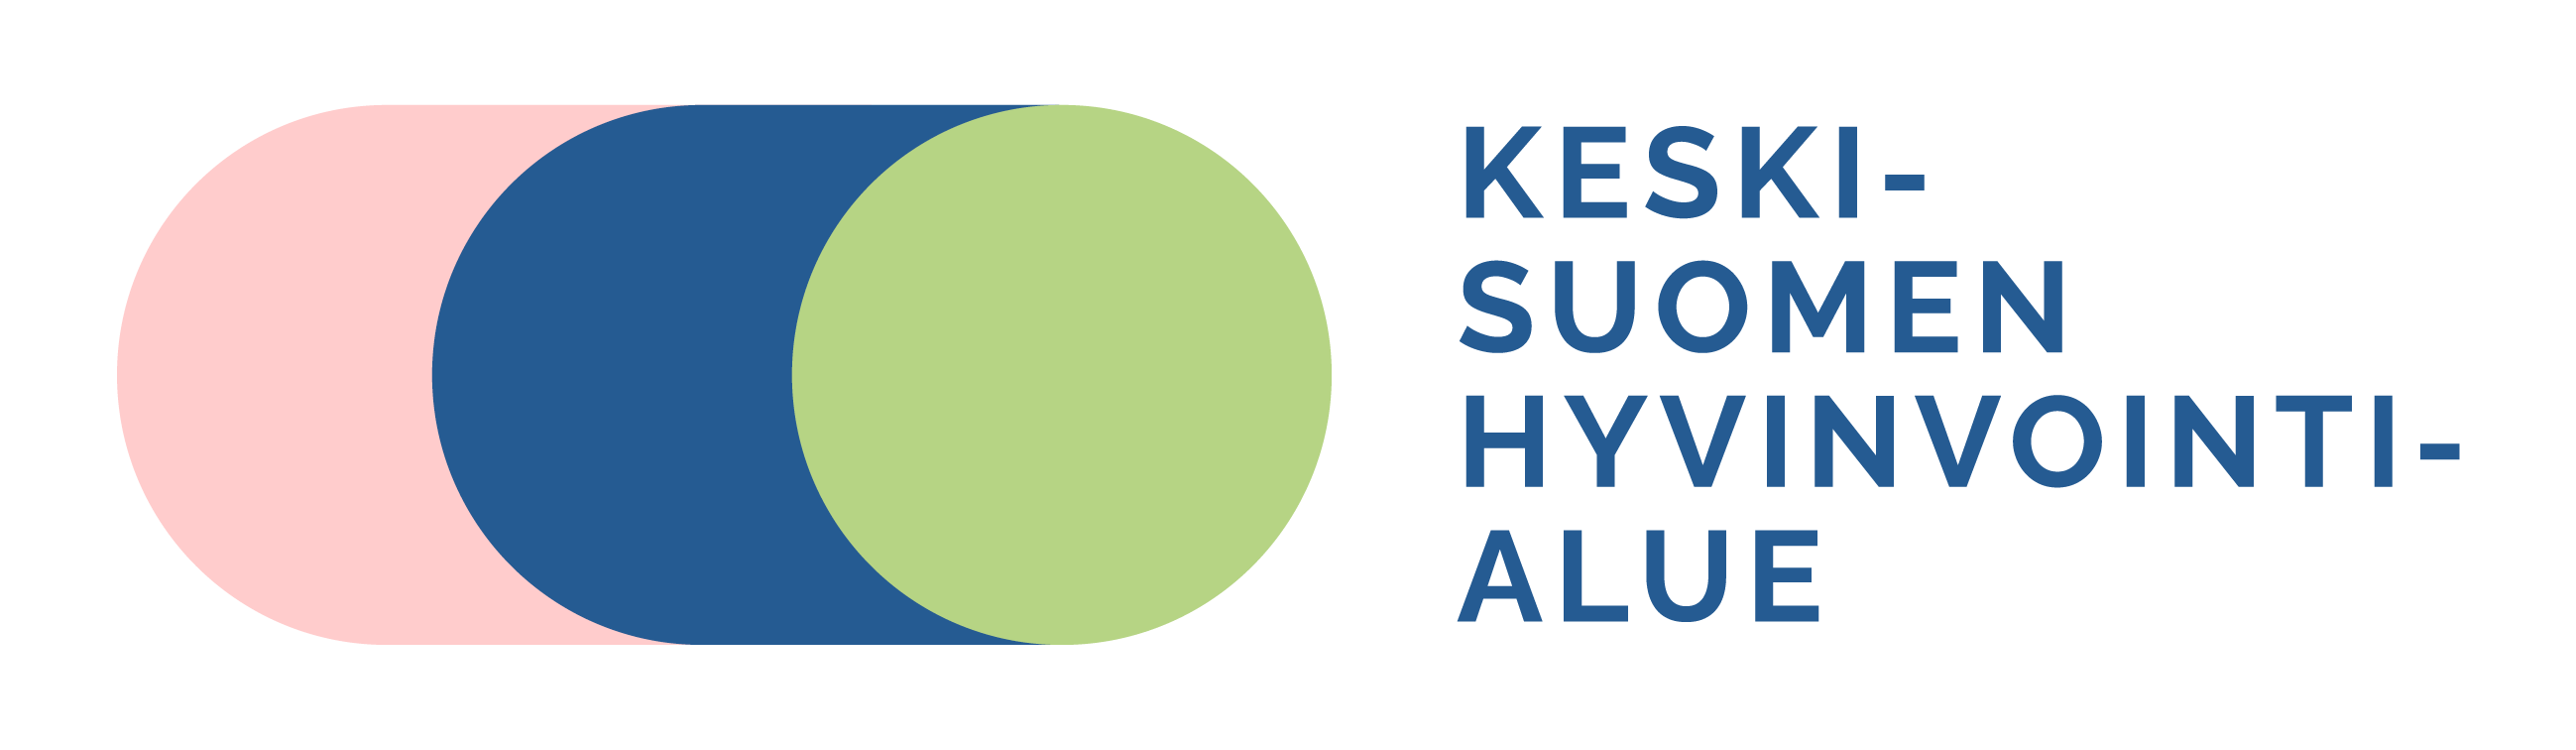 KESKI-
SUOMEN
HYVINVOINTI-
ALUE